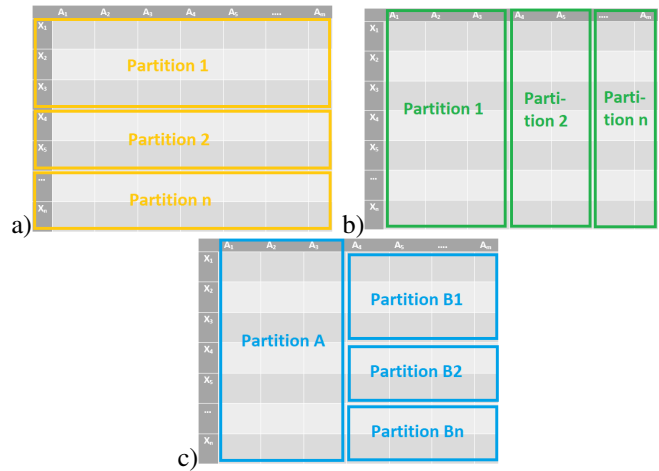 A₁ A₂ A₃ A₄ A₅ .... Aₘ
X₁
X₂
Partition 1
X₃
X₄
Partition 2
X₅
...
Partition n
Xₙ
a)
A₁ A₂ A₃ A₄ A₅ .... Aₘ
X₁
X₂
X₃
Partition 1
Parti-
tion 2
Parti-
tion n
X₄
X₅
...
Xₙ
b)
A₁ A₂ A₃ A₄ A₅ .... Aₘ
X₁
X₂
Partition B1
X₃
Partition A
X₄
X₅
Partition B2
...
Partition Bn
Xₙ
c)